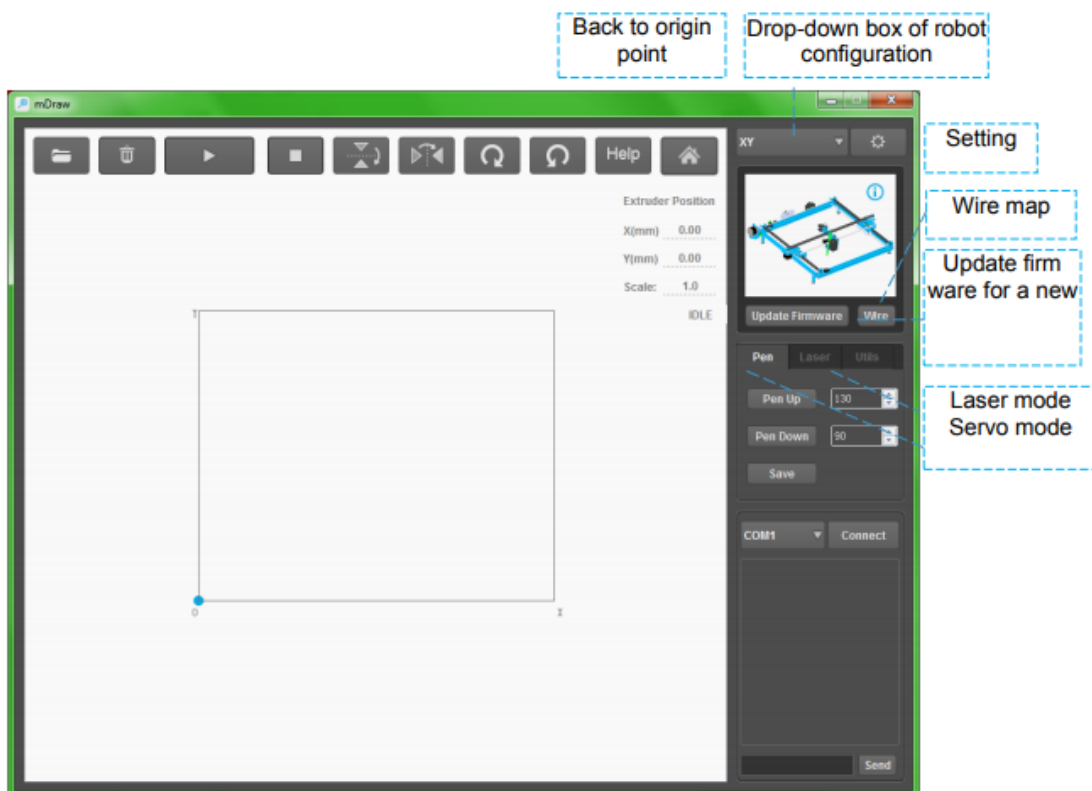 Back to origin
point
Drop-down box of robot
configuration
mDraw
Help
XY
Setting
Extruder Position
X(mm) 0.00
Y(mm) 0.00
Scale: 1.0
IDLE
Wire map
Update firm
ware for a new
Update Firmware
Wire
Pen
Laser
Utils
Pen Up
130
Pen Down
90
Save
Laser mode
Servo mode
COM1
Connect
O
Send